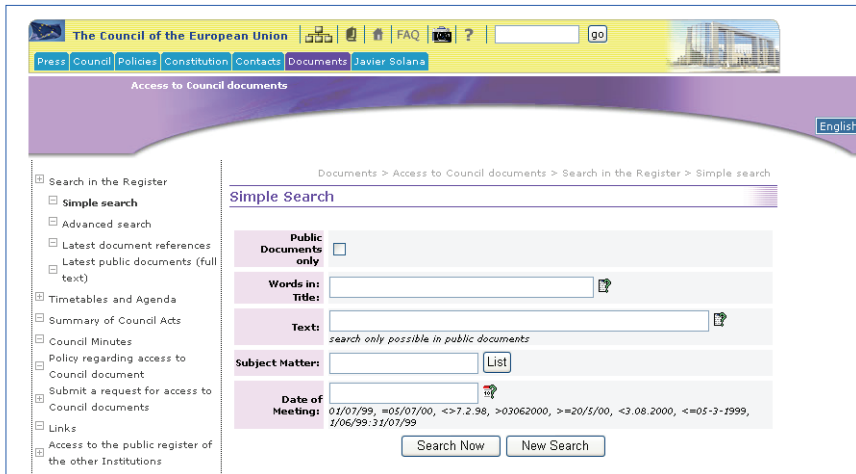 The Council of the European Union FAQ ? go
Press Council Policies Constitution Contacts Documents Javier Solana
Access to Council documents
English
Documents > Access to Council documents > Search in the Register > Simple search
Search in the Register
Simple search
Advanced search
Latest document references
Latest public documents (full
text)
Timetables and Agenda
Summary of Council Acts
Council Minutes
Policy regarding access to
Council document
Submit a request for access to
Council documents
Links
Access to the public register of
the other Institutions
Simple Search
Public
Documents
only
Words in:
Title:
Text:
search only possible in public documents
Subject Matter: List
Date of
Meeting:
01/07/99, =05/07/00, <>7.2.98, >03062000, >=20/5/00, <3.08.2000, <=05-3-1999,
1/06/99:31/07/99
Search Now New Search